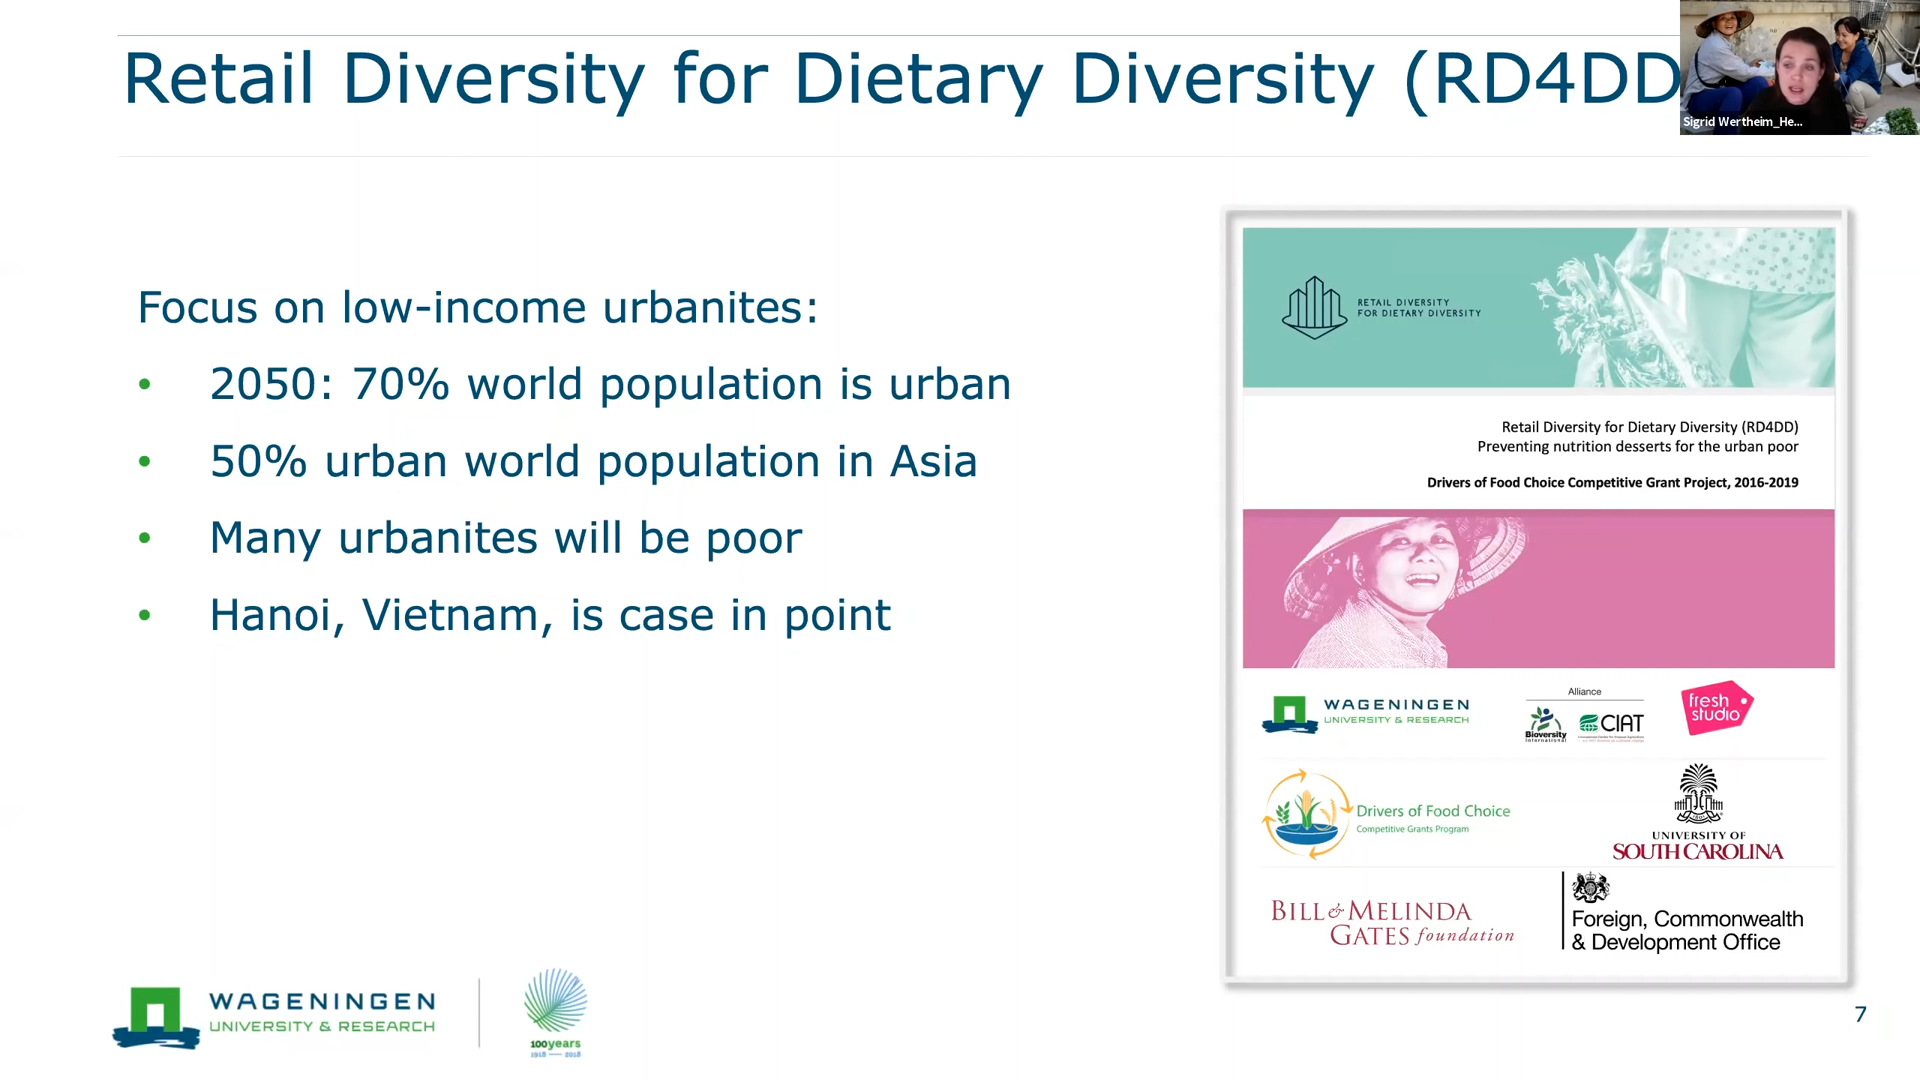 Retail Diversity for Dietary Diversity (RD4DD
Sigrid Wertheim_He...
Focus on low-income urbanites:
• 2050: 70% world population is urban
• 50% urban world population in Asia
• Many urbanites will be poor
• Hanoi, Vietnam, is case in point
RETAIL DIVERSITY
FOR DIETARY DIVERSITY
Retail Diversity for Dietary Diversity (RD4DD)
Preventing nutrition desserts for the urban poor
Drivers of Food Choice Competitive Grant Project, 2016-2019
WAGENINGEN
UNIVERSITY & RESEARCH
Alliance
Bioversity
International
CIAT
fresh
studio
Drivers of Food Choice
Competitive Grants Program
UNIVERSITY OF
SOUTH CAROLINA
BILL & MELINDA
GATES foundation
Foreign, Commonwealth
& Development Office
WAGENINGEN
UNIVERSITY & RESEARCH
100years
1918 — 2018
7